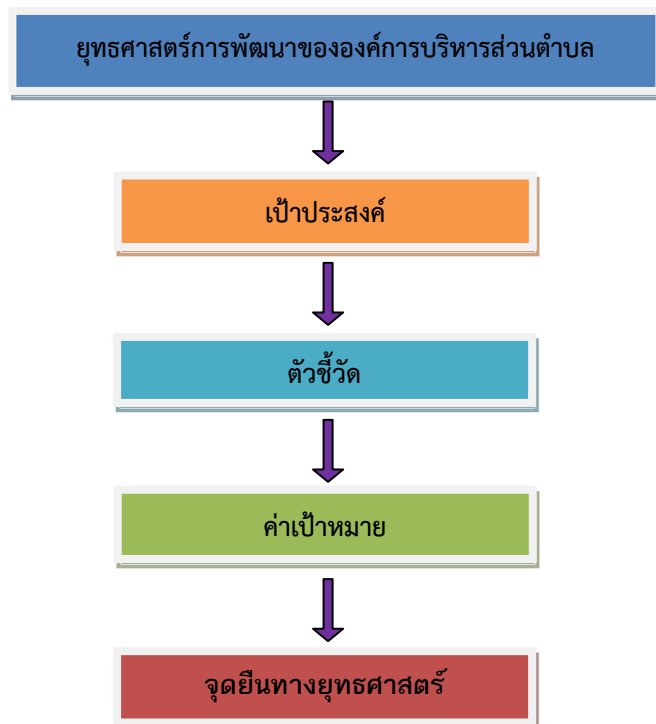 ยุทธศาสตร์การพัฒนาขององค์การบริหารส่วนตำบล
เป้าประสงค์
ตัวชี้วัด
ค่าเป้าหมาย
จุดยืนทางยุทธศาสตร์